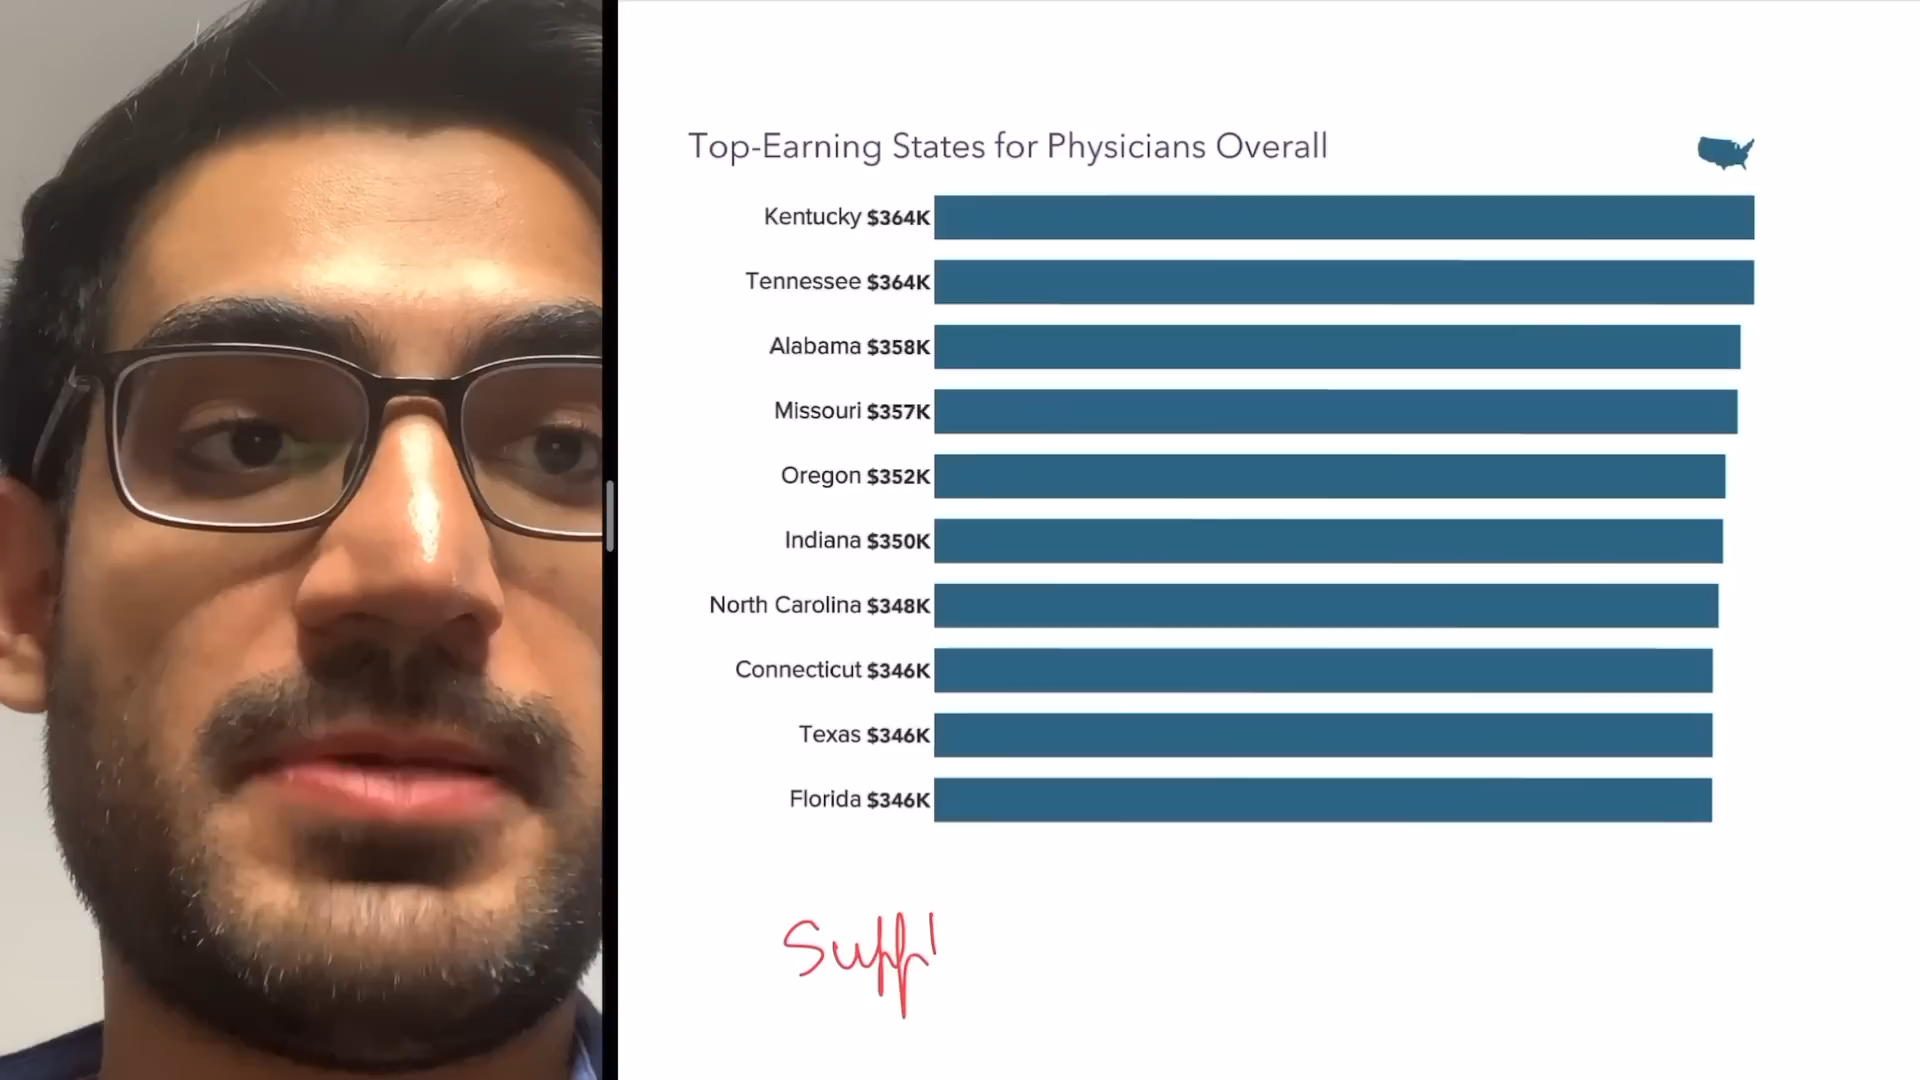 Top-Earning States for Physicians Overall
Kentucky $364K
Tennessee $364K
Alabama $358K
Missouri $357K
Oregon $352K
Indiana $350K
North Carolina $348K
Connecticut $346K
Texas $346K
Florida $346K
Suppl